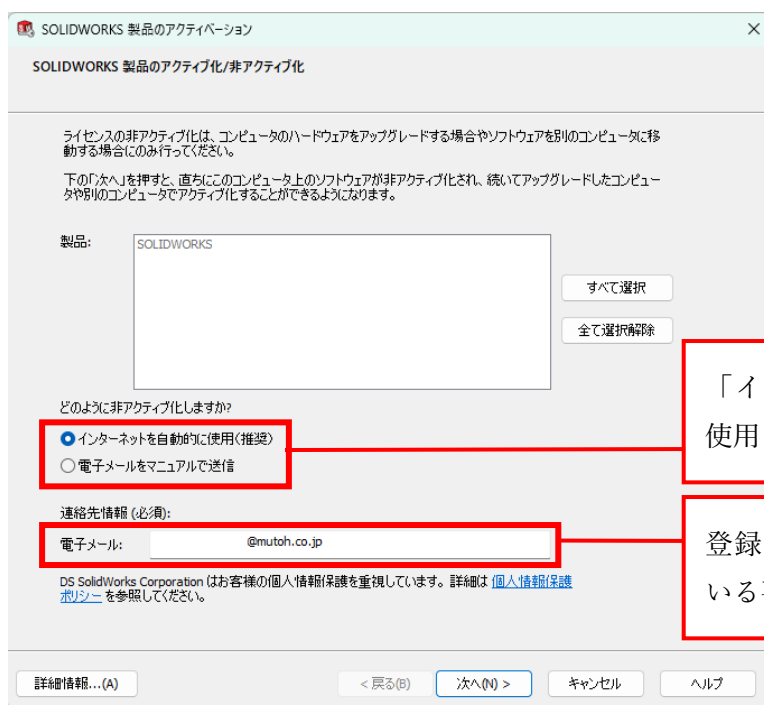 SOLIDWORKS 製品のアクティベーション
SOLIDWORKS 製品のアクティブ化/非アクティブ化
ライセンスの非アクティブ化は、コンピュータのハードウェアをアップグレードする場合やソフトウェアを別のコンピュータに移
動する場合にのみ行ってください。
下の「次へ」を押すと、直ちにこのコンピュータ上のソフトウェアが非アクティブ化され、続いてアップグレードしたコンピュー
タや別のコンピュータでアクティブ化することができるようになります。
製品:
SOLIDWORKS
すべて選択
全て選択解除
どのように非アクティブ化しますか?
インターネットを自動的に使用(推奨)
電子メールをマニュアルで送信
「イ
使用
連絡先情報 (必須):
電子メール: @mutoh.co.jp
登録
いる
DS SolidWorks Corporation はお客様の個人情報保護を重視しています。詳細は 個人情報保護
ポリシー を参照してください。
詳細情報...(A)
< 戻る(B)
次へ(N) >
キャンセル
ヘルプ